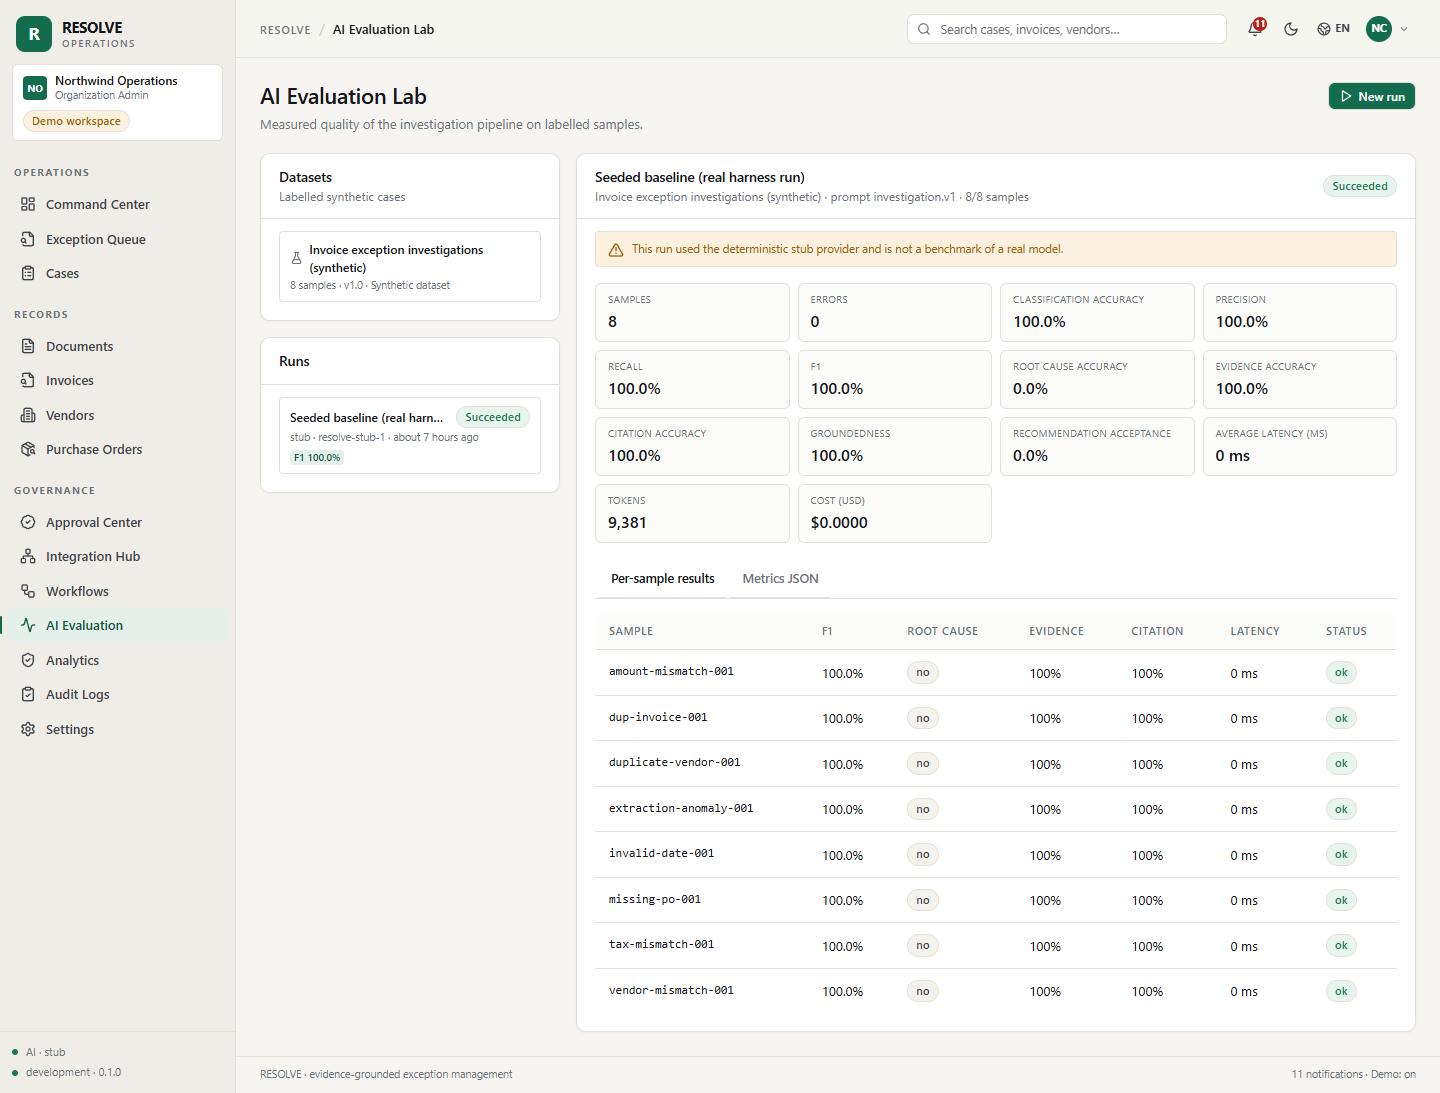 R
RESOLVE
OPERATIONS
NO
Northwind Operations
Organization Admin
Demo workspace
OPERATIONS
Command Center
Exception Queue
Cases
RECORDS
Documents
Invoices
Vendors
Purchase Orders
GOVERNANCE
Approval Center
Integration Hub
Workflows
AI Evaluation
Analytics
Audit Logs
Settings
AI · stub
development · 0.1.0
RESOLVE / AI Evaluation Lab
Search cases, invoices, vendors...
11
EN
NC
AI Evaluation Lab
Measured quality of the investigation pipeline on labelled samples.
New run
Datasets
Labelled synthetic cases
Invoice exception investigations
(synthetic)
8 samples · v1.0 · Synthetic dataset
Runs
Seeded baseline (real harn... Succeeded
stub · resolve-stub-1 · about 7 hours ago
F1 100.0%
Seeded baseline (real harness run)
Invoice exception investigations (synthetic) · prompt investigation.v1 · 8/8 samples
Succeeded
This run used the deterministic stub provider and is not a benchmark of a real model.
SAMPLES
8
ERRORS
0
CLASSIFICATION ACCURACY
100.0%
PRECISION
100.0%
RECALL
100.0%
F1
100.0%
ROOT CAUSE ACCURACY
0.0%
EVIDENCE ACCURACY
100.0%
CITATION ACCURACY
100.0%
GROUNDEDNESS
100.0%
RECOMMENDATION ACCEPTANCE
0.0%
AVERAGE LATENCY (MS)
0 ms
TOKENS
9,381
COST (USD)
$0.0000
Per-sample results Metrics JSON
SAMPLE F1 ROOT CAUSE EVIDENCE CITATION LATENCY STATUS
amount-mismatch-001 100.0% no 100% 100% 0 ms ok
dup-invoice-001 100.0% no 100% 100% 0 ms ok
duplicate-vendor-001 100.0% no 100% 100% 0 ms ok
extraction-anomaly-001 100.0% no 100% 100% 0 ms ok
invalid-date-001 100.0% no 100% 100% 0 ms ok
missing-po-001 100.0% no 100% 100% 0 ms ok
tax-mismatch-001 100.0% no 100% 100% 0 ms ok
vendor-mismatch-001 100.0% no 100% 100% 0 ms ok
RESOLVE · evidence-grounded exception management
11 notifications · Demo: on